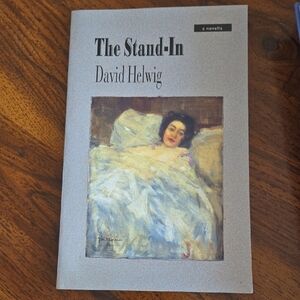 a novella
The Stand-In
David Helwig